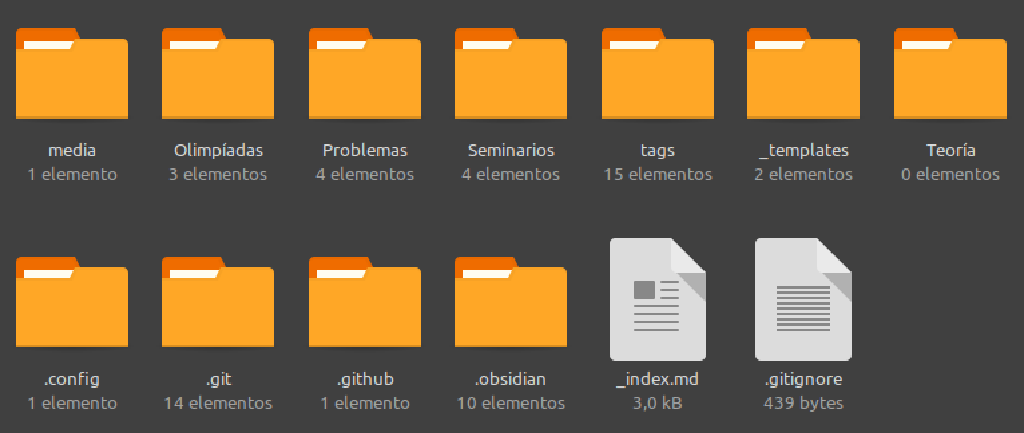 media Olimpíadas Problemas Seminarios tags _templates Teoría
1 elemento 3 elementos 4 elementos 4 elementos 15 elementos 2 elementos 0 elementos
.config .git .github .obsidian _index.md .gitignore
1 elemento 14 elementos 1 elemento 10 elementos 3,0 kB 439 bytes